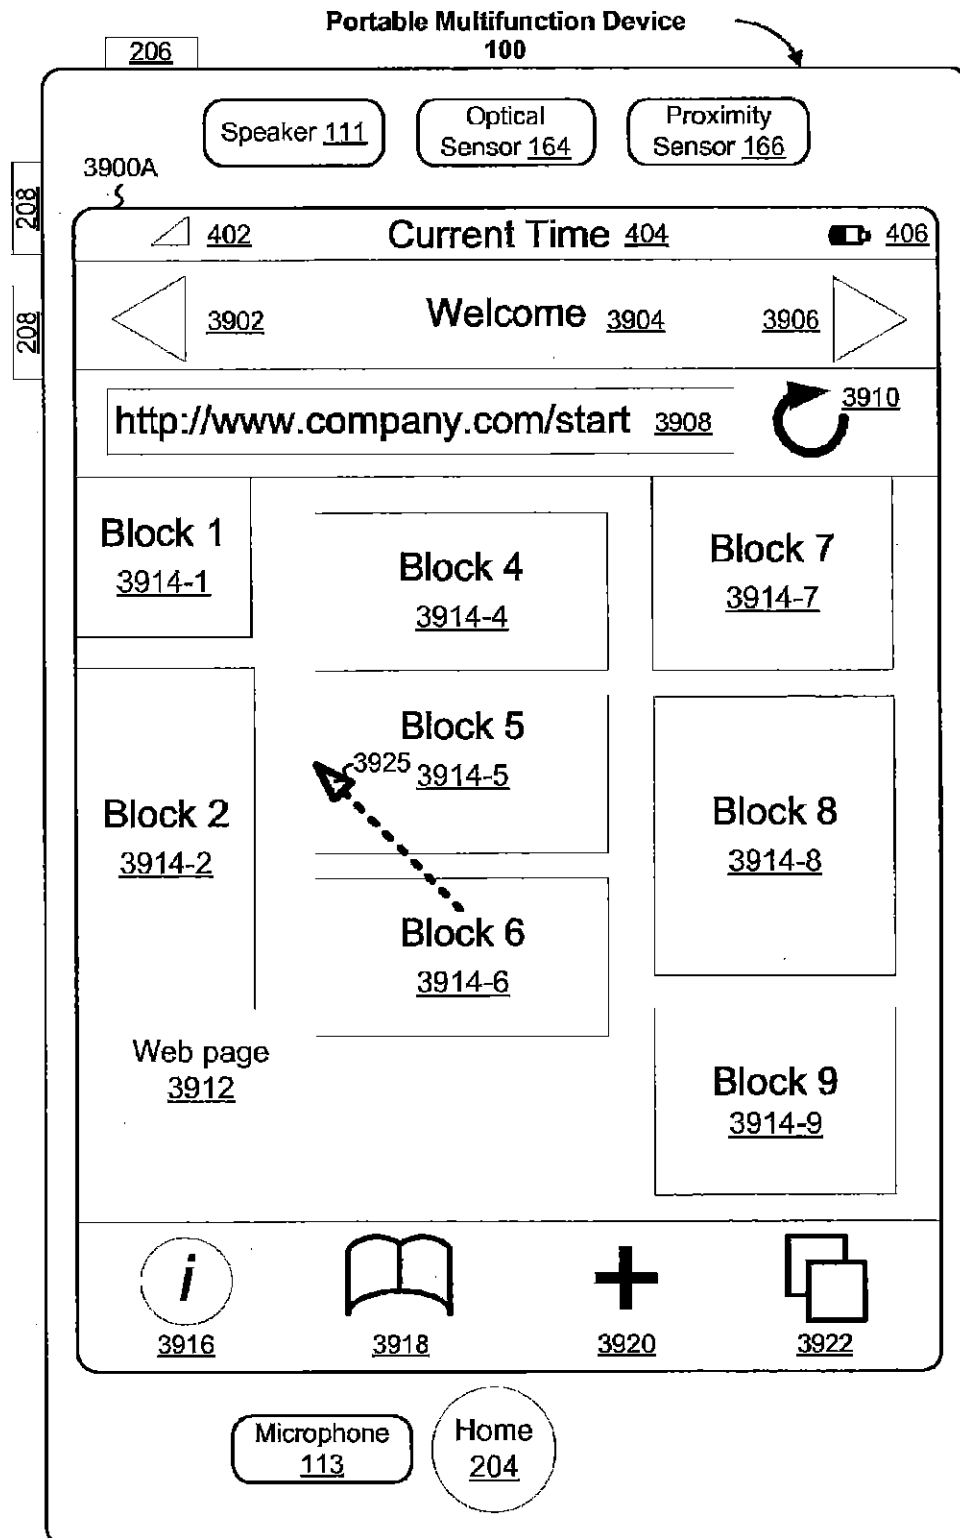 Portable Multifunction Device
100
206
Speaker 111
Optical
Sensor 164
Proximity
Sensor 166
3900A
208
208
402
Current Time 404
406
3902
Welcome 3904
3906
http://www.company.com/start 3908
3910
Block 1
3914-1
Block 4
3914-4
Block 7
3914-7
Block 2
3914-2
Block 5
3914-5
3925
Block 8
3914-8
Block 6
3914-6
Web page
3912
Block 9
3914-9
i
3916
3918
3920
3922
Microphone
113
Home
204